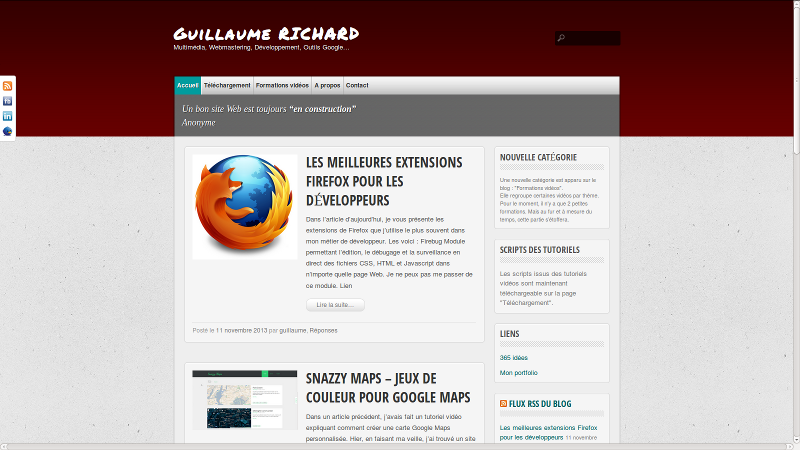 Guillaume RICHARD
Multimédia, Webmastering, Développement, Outils Google...
Accueil Téléchargement Formations vidéos A propos Contact
Un bon site Web est toujours "en construction"
Anonyme
LES MEILLEURES EXTENSIONS
FIREFOX POUR LES
DÉVELOPPEURS
Dans l'article d'aujourd'hui, je vous présente les
extensions de Firefox que j'utilise le plus souvent dans
mon métier de développeur. Les voici : Firebug Module
permettant l'édition, le débugage et la surveillance en
direct des fichiers CSS, HTML et Javascript dans
n'importe quelle page Web. Je ne peux pas me passer de
ce module. Lien
Lire la suite...
Posté le 11 novembre 2013 par guillaume, Réponses
SNAZZY MAPS – JEUX DE
COULEUR POUR GOOGLE MAPS
Dans un article précédent, j'avais fait un tutoriel vidéo
expliquant comment créer une carte Google Maps
personnalisée. Hier, en faisant ma veille, j'ai trouvé un site
NOUVELLE CATÉGORIE
Une nouvelle catégorie est apparu sur le
blog : "Formations vidéos".
Elle regroupe certaines vidéo par thème.
Pour le moment, il n'y a que 2 petites
formations. Mais au fur et à mesure du
temps, cette partie s'étoffera.
SCRIPTS DES TUTORIELS
Les scripts issus des tutoriels
vidéos sont maintenant
téléchargeable sur la page
"Téléchargement".
LIENS
365 idées
Mon portfolio
FLUX RSS DU BLOG
Les meilleures extensions Firefox
pour les développeurs 11 novembre